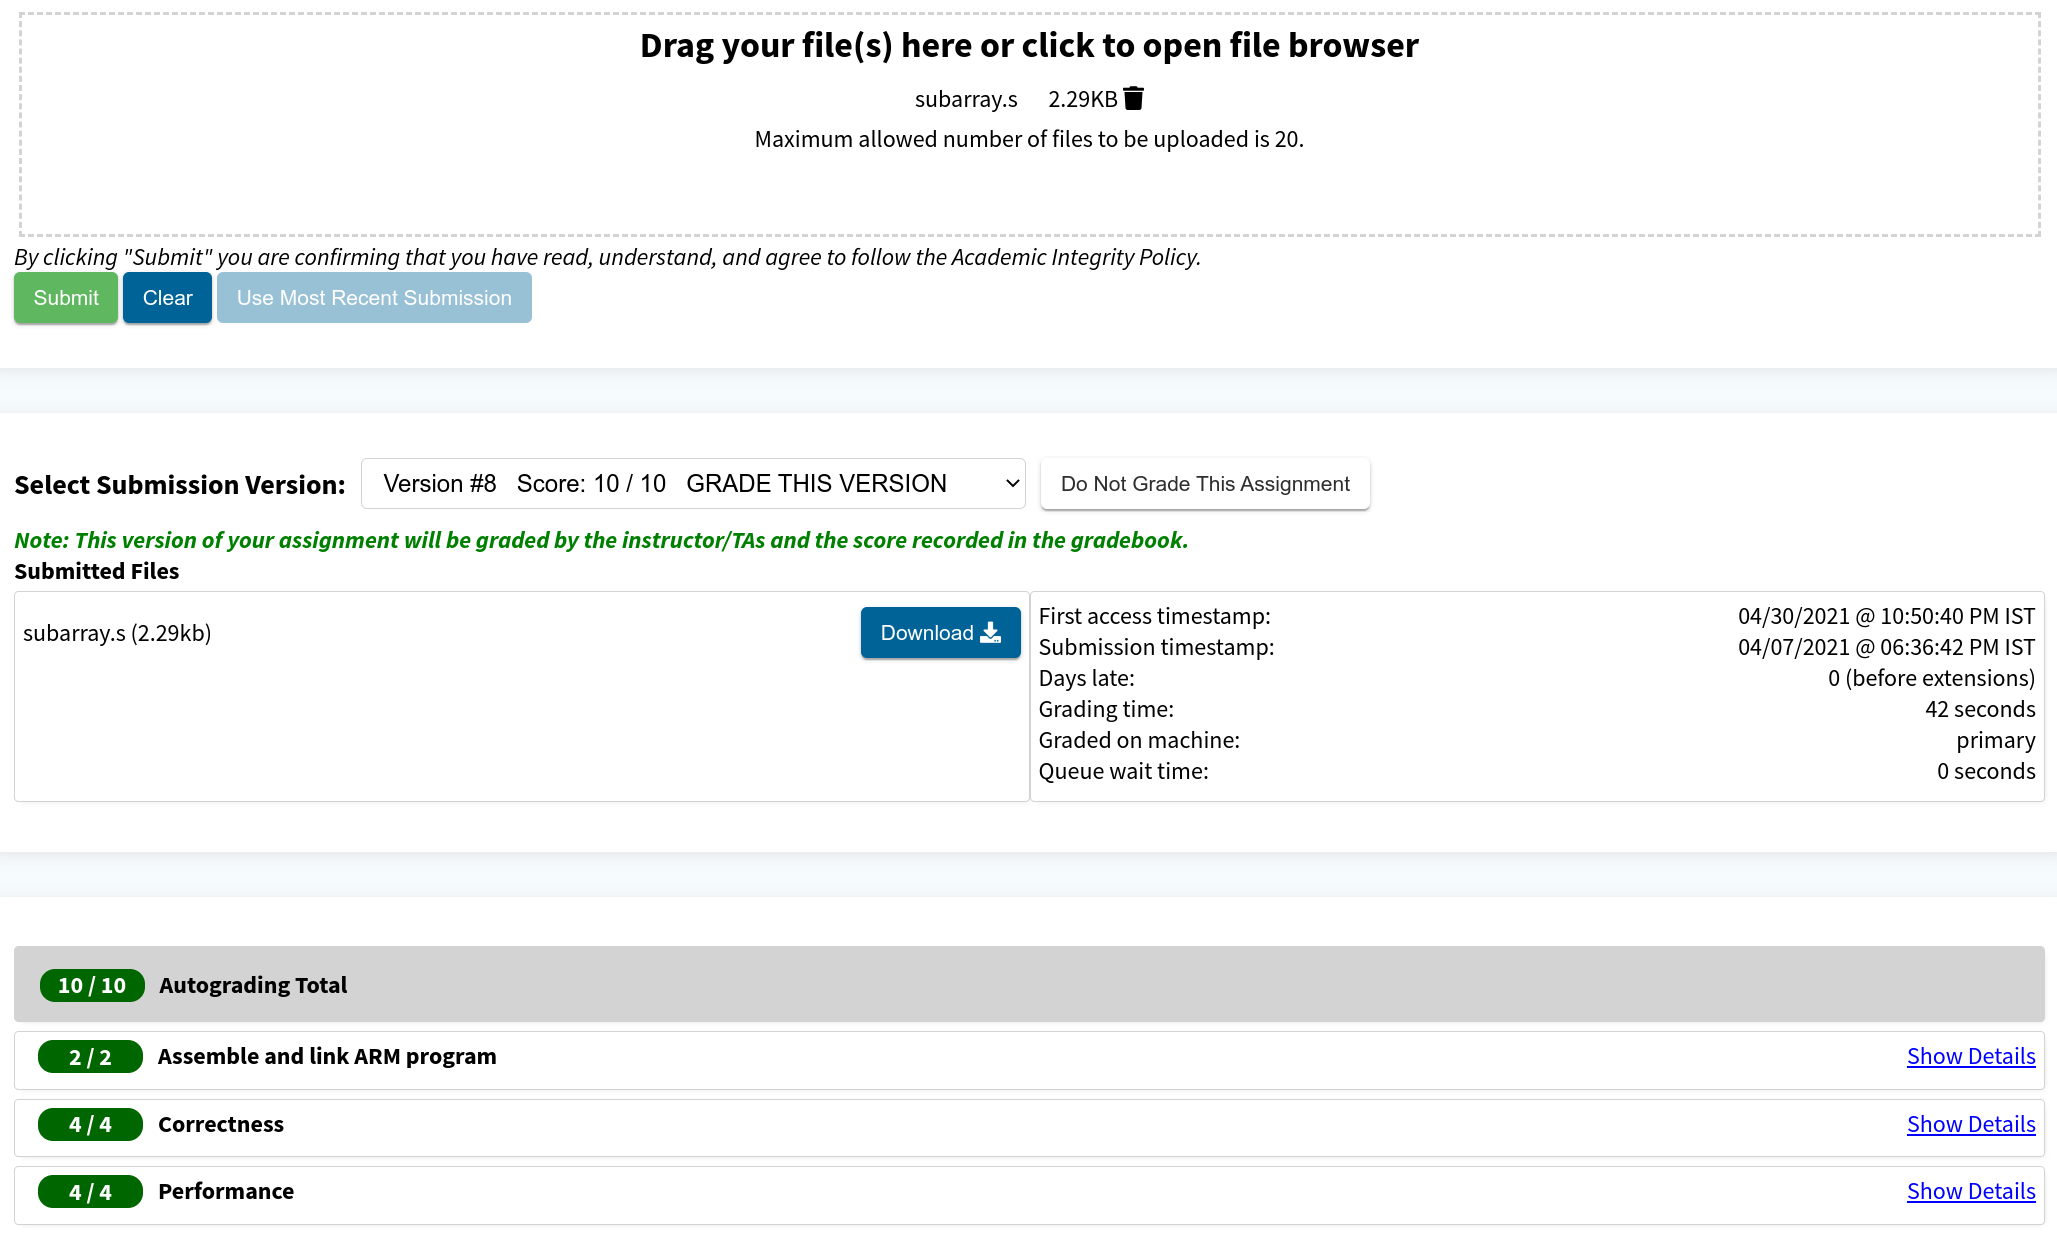 Drag your file(s) here or click to open file browser
subarray.s 2.29KB
Maximum allowed number of files to be uploaded is 20.
By clicking "Submit" you are confirming that you have read, understand, and agree to follow the Academic Integrity Policy.
Submit Clear Use Most Recent Submission
Select Submission Version: Version #8 Score: 10 / 10 GRADE THIS VERSION Do Not Grade This Assignment
Note: This version of your assignment will be graded by the instructor/TAs and the score recorded in the gradebook.
Submitted Files
subarray.s (2.29kb) Download
First access timestamp: 04/30/2021 @ 10:50:40 PM IST
Submission timestamp: 04/07/2021 @ 06:36:42 PM IST
Days late: 0 (before extensions)
Grading time: 42 seconds
Graded on machine: primary
Queue wait time: 0 seconds
10 / 10 Autograding Total
2 / 2 Assemble and link ARM program Show Details
4 / 4 Correctness Show Details
4 / 4 Performance Show Details